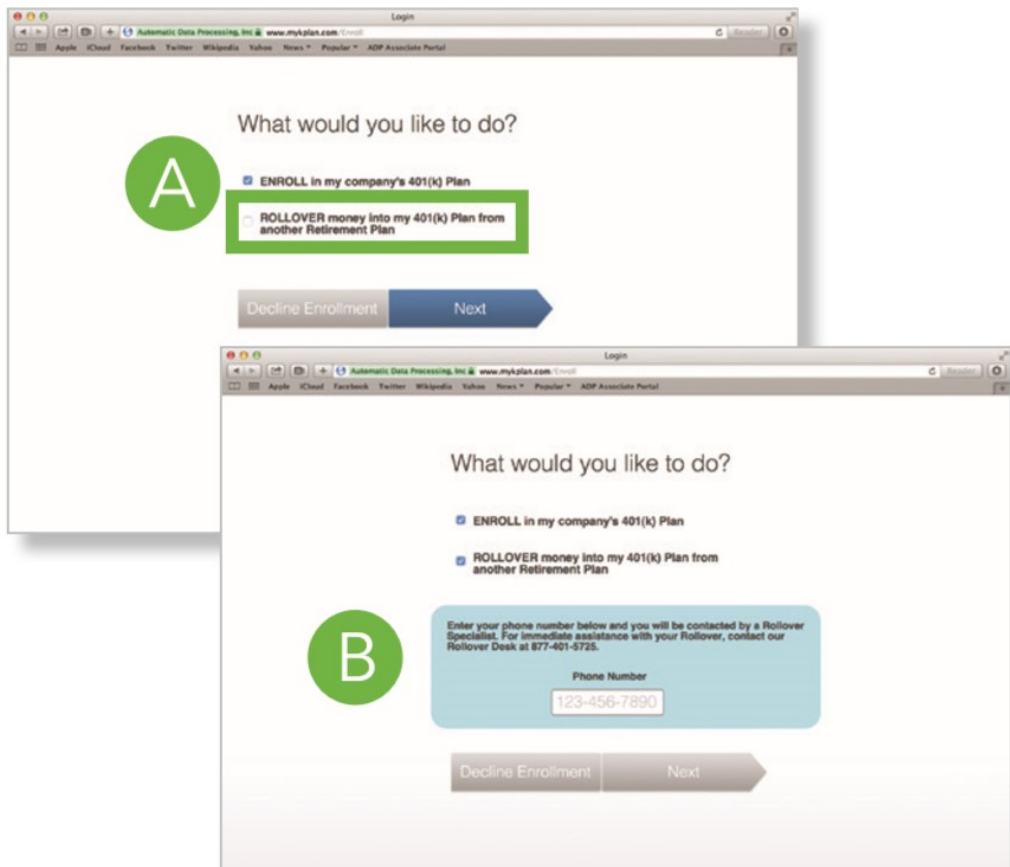 Login
Automatic Data Processing, Inc www.mykplan.com/Enroll
Reader
Apple iCloud Facebook Twitter Wikipedia Yahoo News Popular ADP Associate Portal
What would you like to do?
A
ENROLL in my company's 401(k) Plan
ROLLOVER money into my 401(k) Plan from
another Retirement Plan
Decline Enrollment Next
Login
Automatic Data Processing, Inc www.mykplan.com/Enroll
Reader
Apple iCloud Facebook Twitter Wikipedia Yahoo News Popular ADP Associate Portal
What would you like to do?
ENROLL in my company's 401(k) Plan
ROLLOVER money into my 401(k) Plan from
another Retirement Plan
B
Enter your phone number below and you will be contacted by a Rollover
Specialist. For immediate assistance with your Rollover, contact our
Rollover Desk at 877-401-5725.
Phone Number
123-456-7890
Decline Enrollment Next